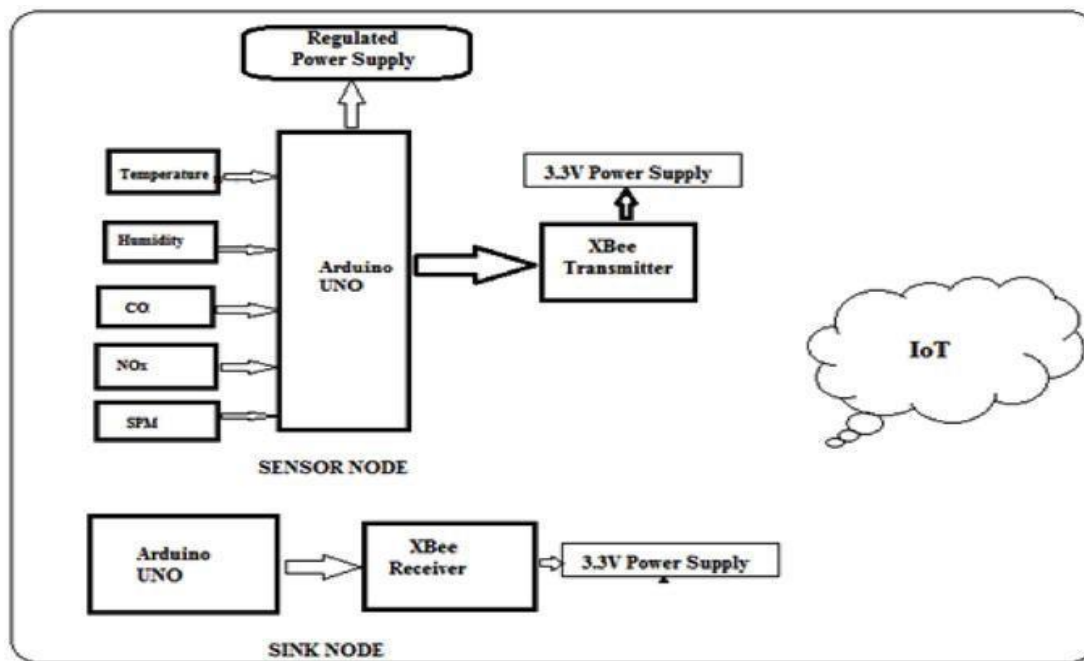 Regulated
Power Supply
Temperature
Humidity
CO
NOx
SPM
Arduino
UNO
3.3V Power Supply
XBee
Transmitter
IoT
SENSOR NODE
Arduino
UNO
XBee
Receiver
3.3V Power Supply
SINK NODE